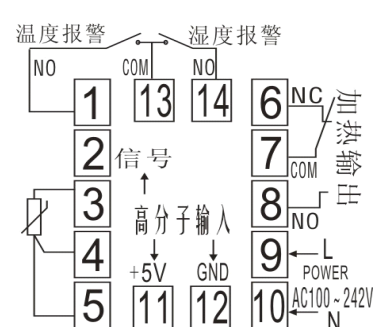 温度报警 湿度报警
NO COM NO
1 13 14 6 NC
加热输出
2 信号 7 COM
3 高分子输入 8 NO
4 9 L
+5V GND POWER
5 11 12 10 AC100~242V
N